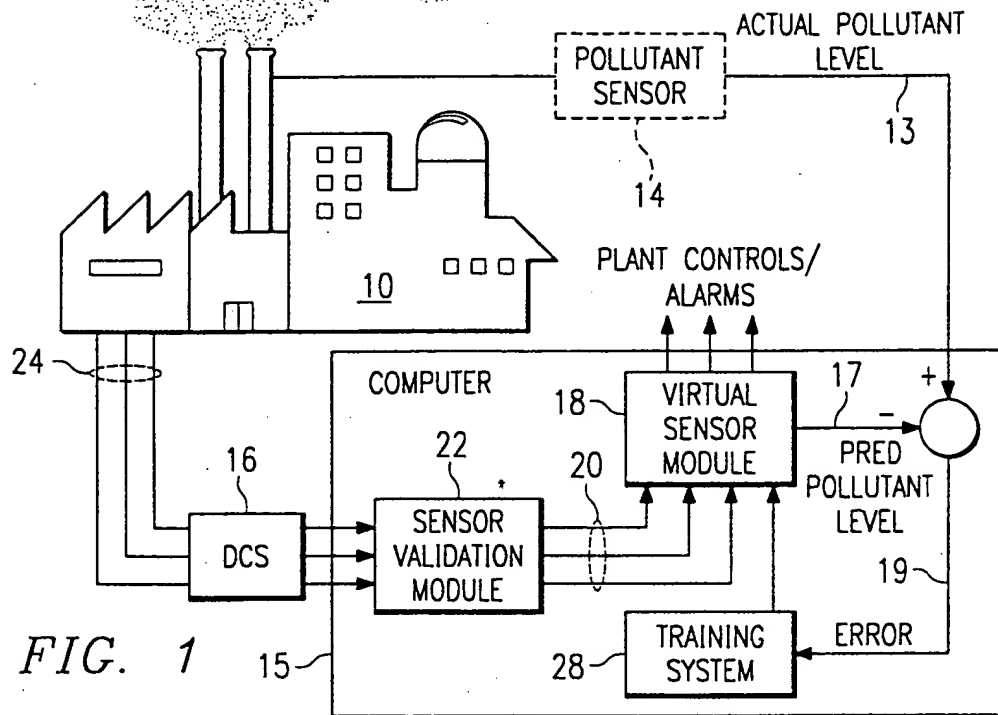 ACTUAL POLLUTANT
LEVEL
POLLUTANT
SENSOR
13
14
10
PLANT CONTROLS/
ALARMS
24
COMPUTER
18
VIRTUAL
SENSOR
MODULE
17
+
-
PRED
POLLUTANT
LEVEL
16
DCS
22
SENSOR
VALIDATION
MODULE
20
19
FIG. 1
15
28
TRAINING
SYSTEM
ERROR